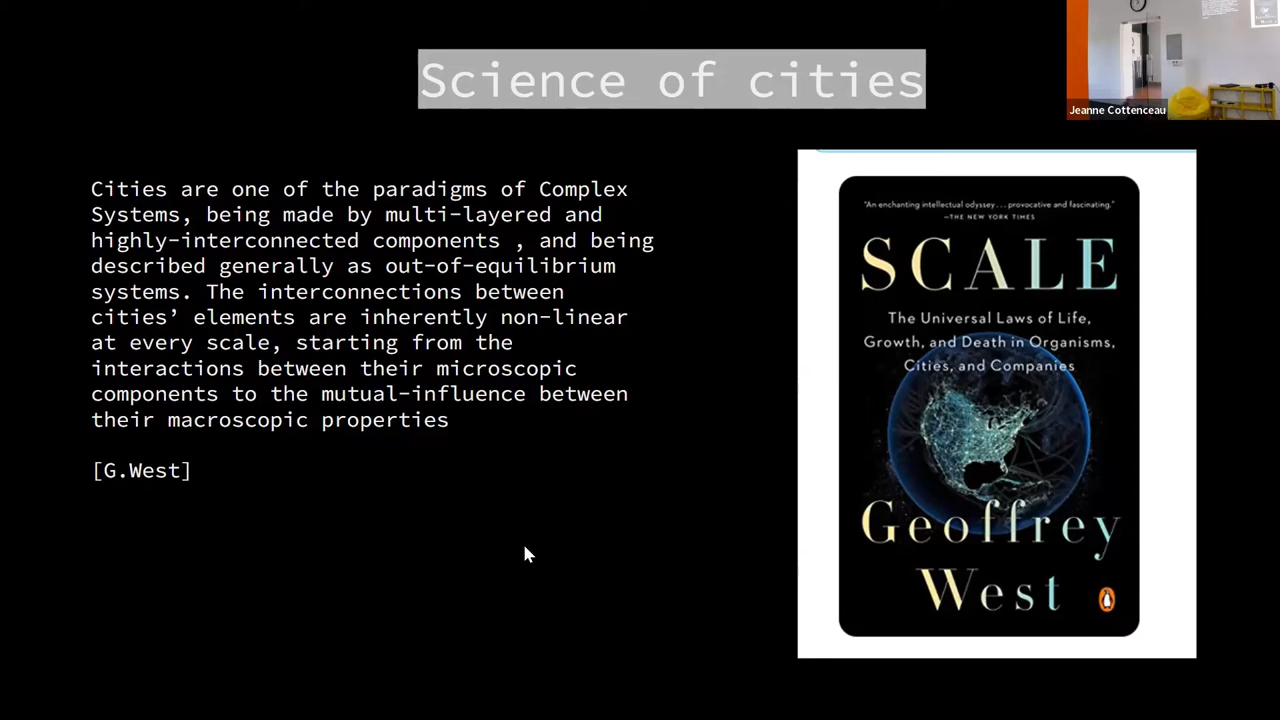 Science of cities
Jeanne Cottenceau
Cities are one of the paradigms of Complex
Systems, being made by multi-layered and
highly-interconnected components , and being
described generally as out-of-equilibrium
systems. The interconnections between
cities’ elements are inherently non-linear
at every scale, starting from the
interactions between their microscopic
components to the mutual-influence between
their macroscopic properties
[G.West]
"An enchanting intellectual odyssey . . . provocative and fascinating."
—THE NEW YORK TIMES
SCALE
The Universal Laws of Life,
Growth, and Death in Organisms,
Cities, and Companies
Geoffrey
West